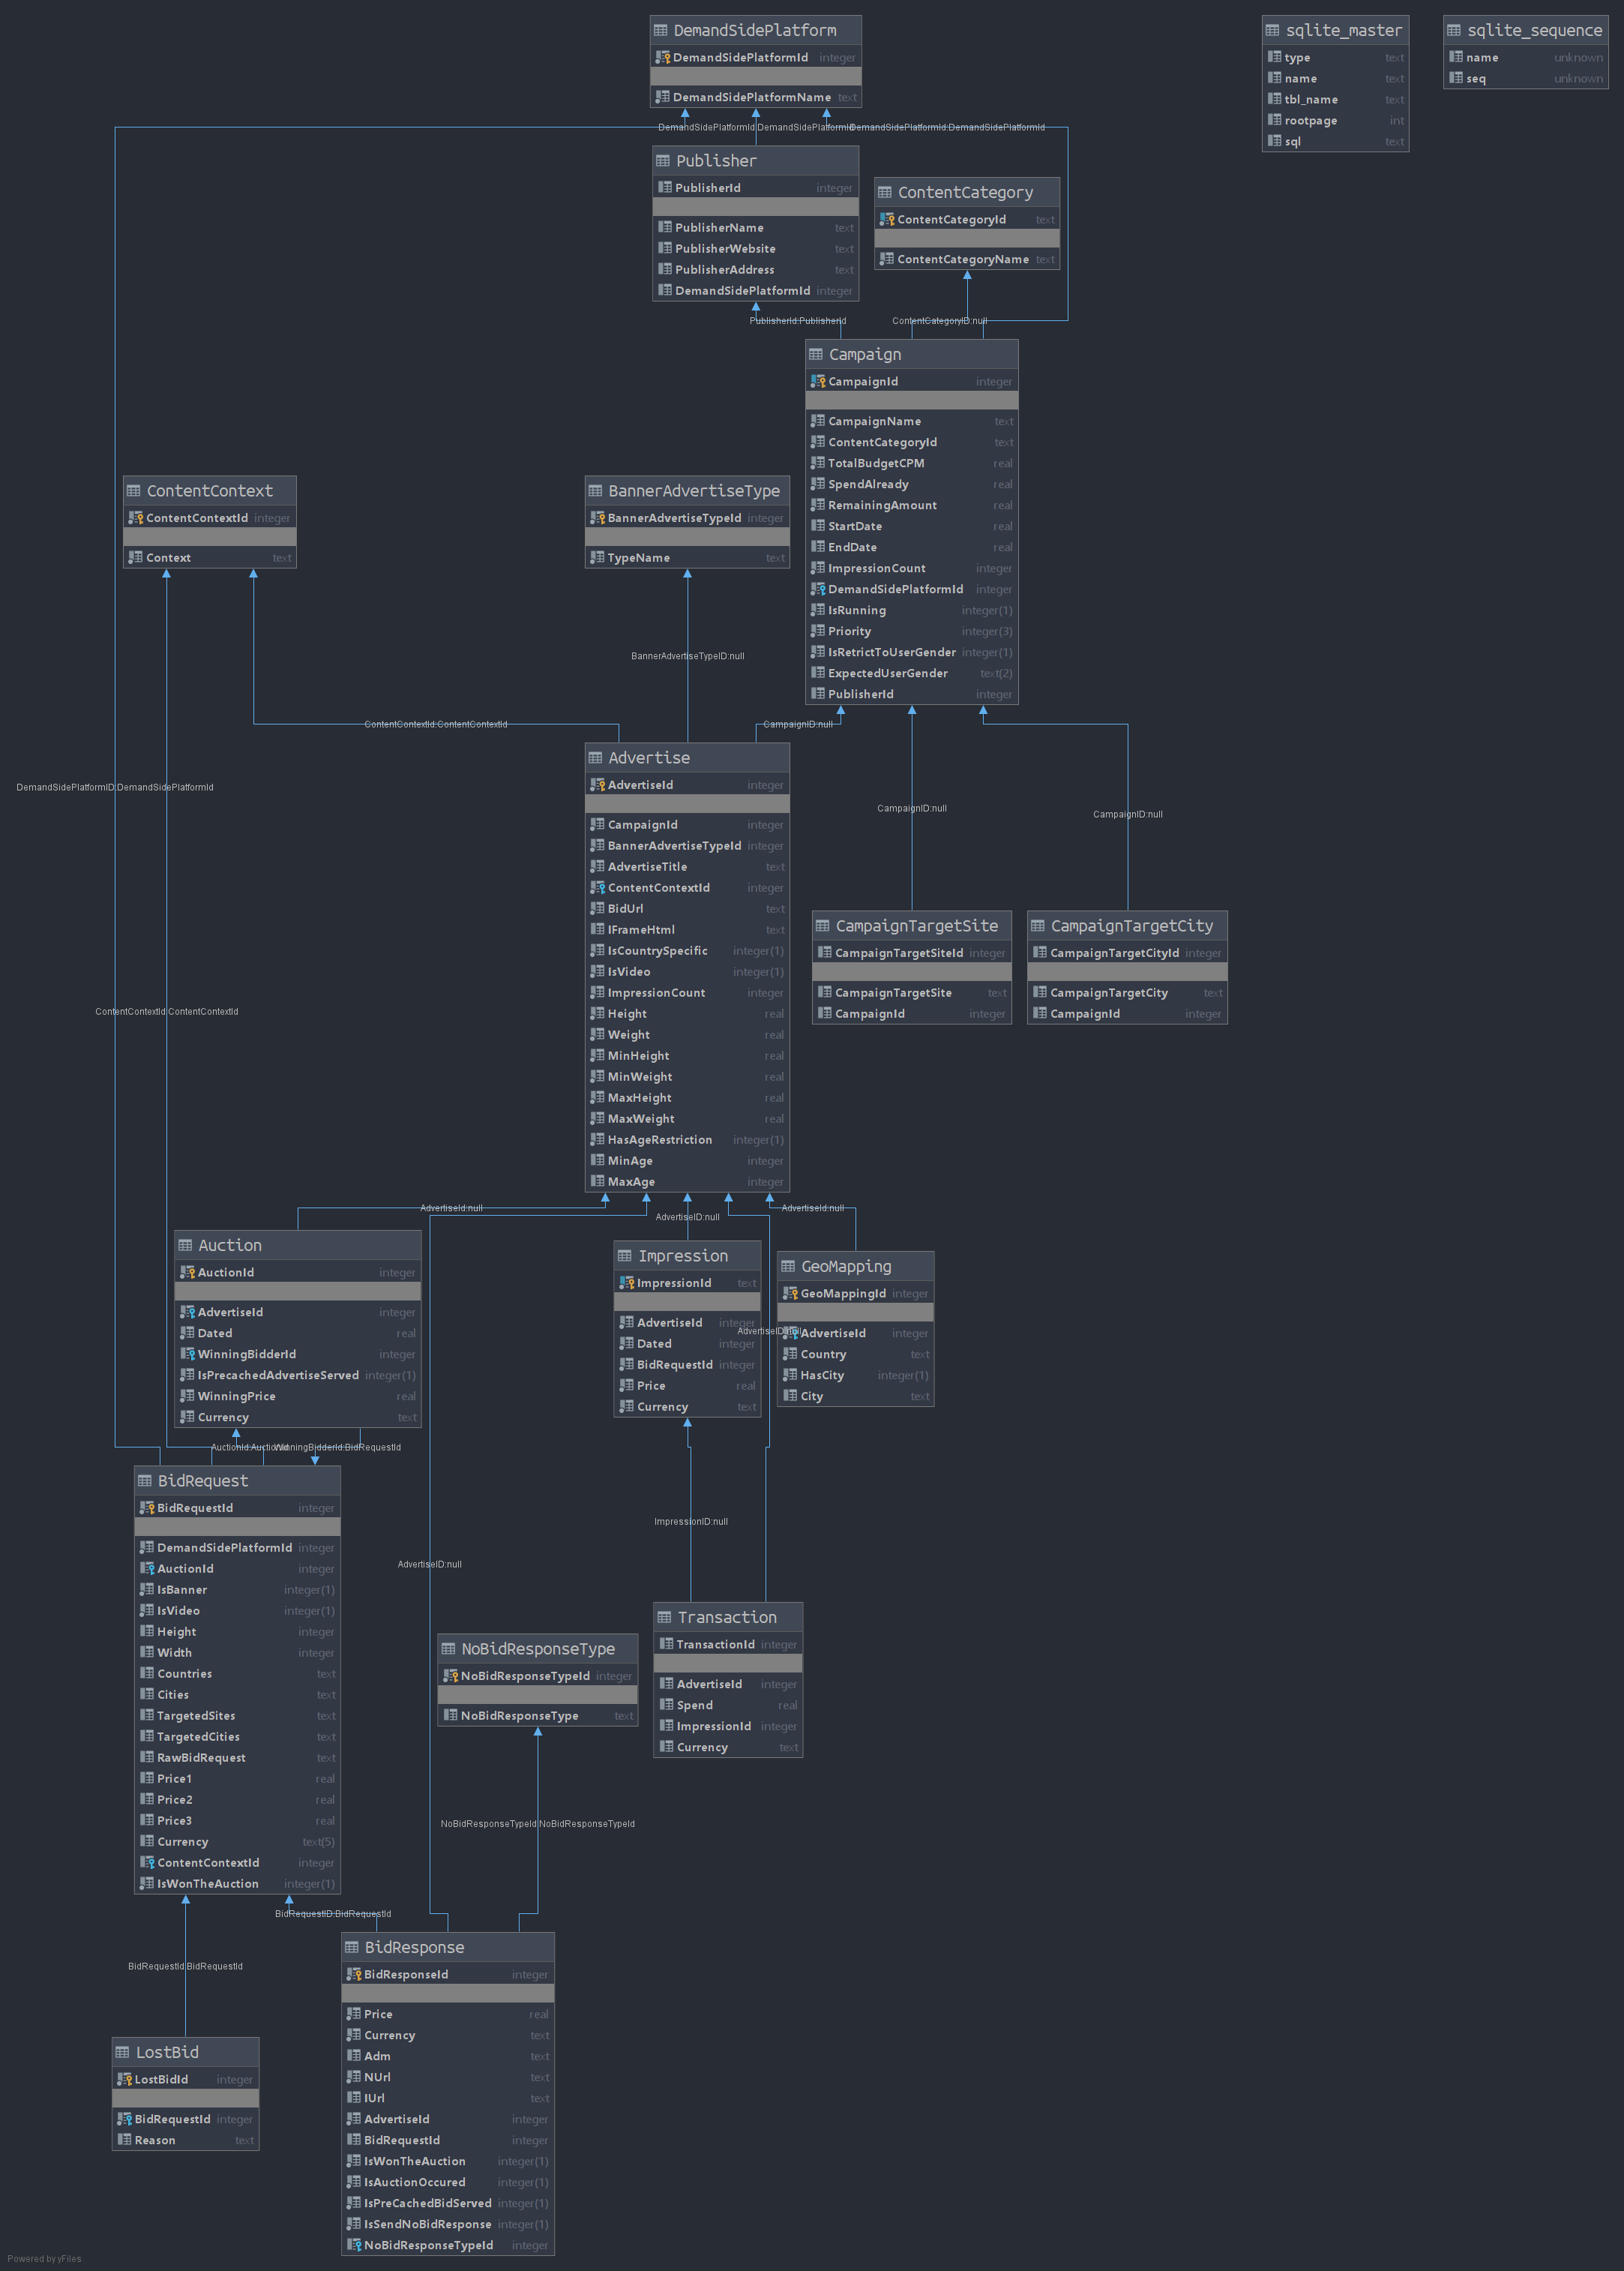 DemandSidePlatform
DemandSidePlatformId integer
DemandSidePlatformName text
sqlite_master
type text
name text
tbl_name text
rootpage int
sql text
sqlite_sequence
name unknown
seq unknown
DemandSidePlatformId:DemandSidePlatformId
DemandSidePlatformId:DemandSidePlatformId
Publisher
PublisherId integer
PublisherName text
PublisherWebsite text
PublisherAddress text
DemandSidePlatformId integer
ContentCategory
ContentCategoryId text
ContentCategoryName text
PublisherId:PublisherId
ContentCategoryID:null
Campaign
CampaignId integer
CampaignName text
ContentCategoryId text
TotalBudgetCPM real
SpendAlready real
RemainingAmount real
StartDate real
EndDate real
ImpressionCount integer
DemandSidePlatformId integer
IsRunning integer(1)
Priority integer(3)
IsRetrictToUserGender integer(1)
ExpectedUserGender text(2)
PublisherId integer
ContentContext
ContentContextId integer
Context text
BannerAdvertiseType
BannerAdvertiseTypeId integer
TypeName text
BannerAdvertiseTypeID:null
ContentContextId:ContentContextId
CampaignID:null
DemandSidePlatformID:DemandSidePlatformId
CampaignID:null
CampaignID:null
Advertise
AdvertiseId integer
CampaignId integer
BannerAdvertiseTypeId integer
AdvertiseTitle text
ContentContextId integer
BidUrl text
IFrameHtml text
IsCountrySpecific integer(1)
IsVideo integer(1)
ImpressionCount integer
Height real
Weight real
MinHeight real
MinWeight real
MaxHeight real
MaxWeight real
HasAgeRestriction integer(1)
MinAge integer
MaxAge integer
CampaignTargetSite
CampaignTargetSiteId integer
CampaignTargetSite text
CampaignId integer
CampaignTargetCity
CampaignTargetCityId integer
CampaignTargetCity text
CampaignId integer
ContentContextId:ContentContextId
AdvertiseId:null
AdvertiseID:null
AdvertiseId:null
Auction
AuctionId integer
AdvertiseId integer
Dated real
WinningBidderId integer
IsPrecachedAdvertiseServed integer(1)
WinningPrice real
Currency text
Impression
ImpressionId text
AdvertiseId integer
Dated integer
BidRequestId integer
Price real
Currency text
AdvertiseID:null
GeoMapping
GeoMappingId integer
AdvertiseId integer
Country text
HasCity integer(1)
City text
AuctionId:AuctionId
WinningBidderId:BidRequestId
BidRequest
BidRequestId integer
DemandSidePlatformId integer
AuctionId integer
IsBanner integer(1)
IsVideo integer(1)
Height integer
Width integer
Countries text
Cities text
TargetedSites text
TargetedCities text
RawBidRequest text
Price1 real
Price2 real
Price3 real
Currency text(5)
ContentContextId integer
IsWonTheAuction integer(1)
ImpressionID:null
AdvertiseID:null
NoBidResponseType
NoBidResponseTypeId integer
NoBidResponseType text
Transaction
TransactionId integer
AdvertiseId integer
Spend real
ImpressionId integer
Currency text
NoBidResponseTypeId:NoBidResponseTypeId
BidRequestID:BidRequestId
BidRequestId:BidRequestId
BidResponse
BidResponseId integer
Price real
Currency text
Adm text
NUrl text
IUrl text
AdvertiseId integer
BidRequestId integer
IsWonTheAuction integer(1)
IsAuctionOccured integer(1)
IsPreCachedBidServed integer(1)
IsSendNoBidResponse integer(1)
NoBidResponseTypeId integer
LostBid
LostBidId integer
BidRequestId integer
Reason text
Powered by yFiles